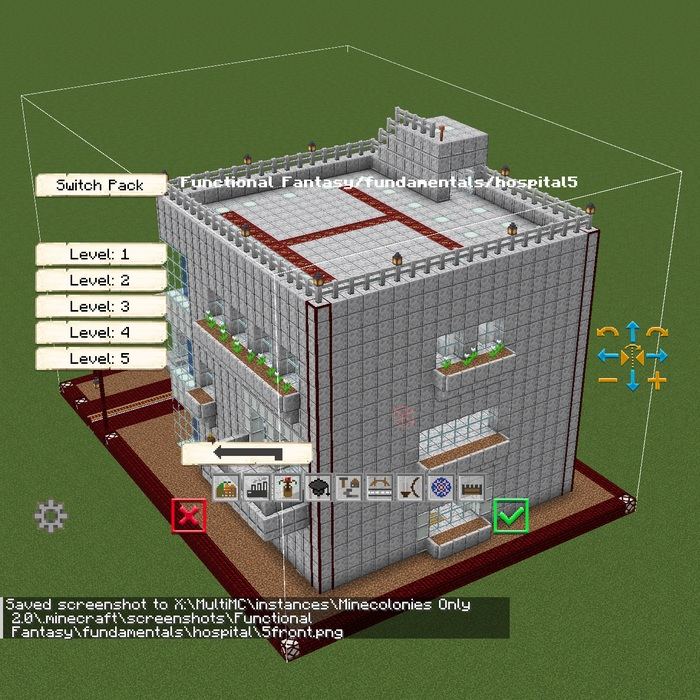 Switch Pack
Functional Fantasy/fundamentals/hospital5
Level: 1
Level: 2
Level: 3
Level: 4
Level: 5
Saved screenshot to X:\MultiMC\instances\Minecolonies Only
2.0\.minecraft\screenshots\Functional
Fantasy\fundamentals\hospital\5front.png